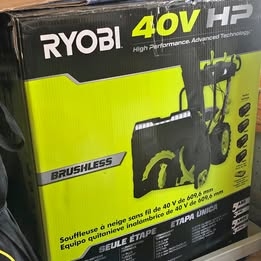 RYOBI
40V HP
High Performance. Advanced Technology.
BRUSHLESS
Souffleuse à neige sans fil de 40 V de 609,6 mm
Equipo quitanieve inalámbrico de 40 V de 609,6 mm
SEULE ÉTAPE
ETAPA ÚNICA